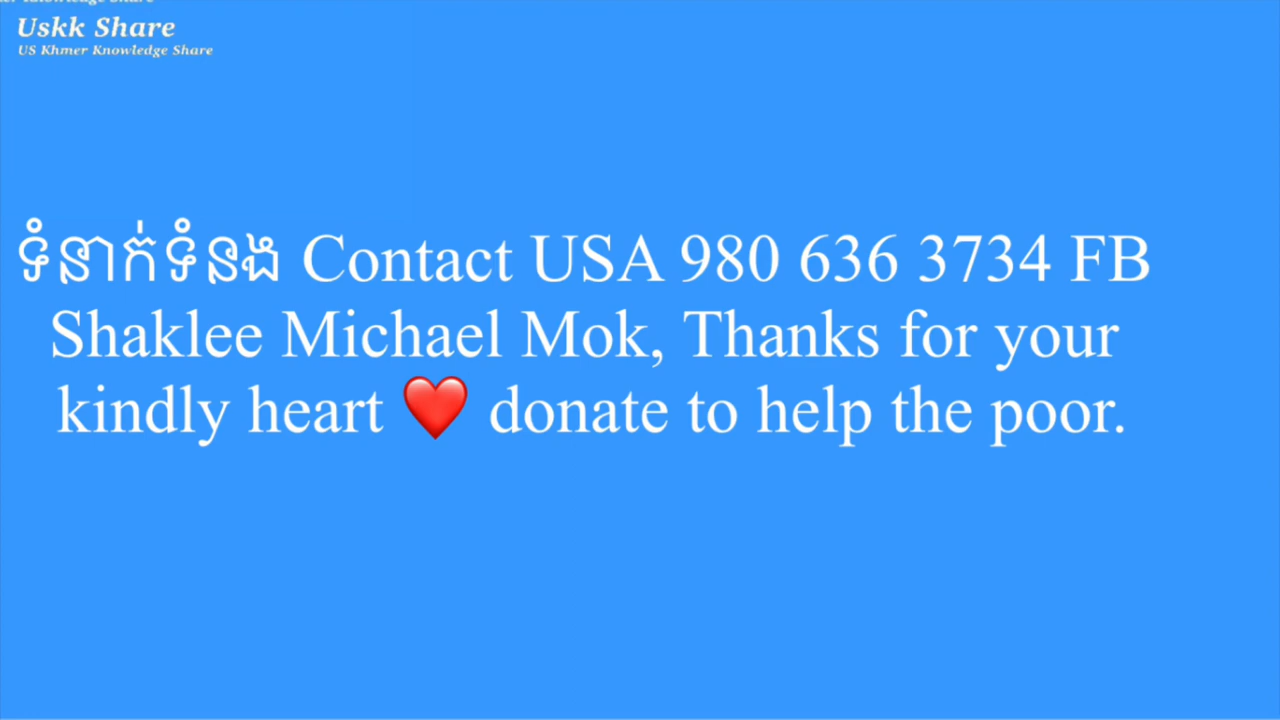 Uskk Share
US Khmer Knowledge Share
ទំនាក់ទំនង Contact USA 980 636 3734 FB
Shaklee Michael Mok, Thanks for your
kindly heart ❤️ donate to help the poor.